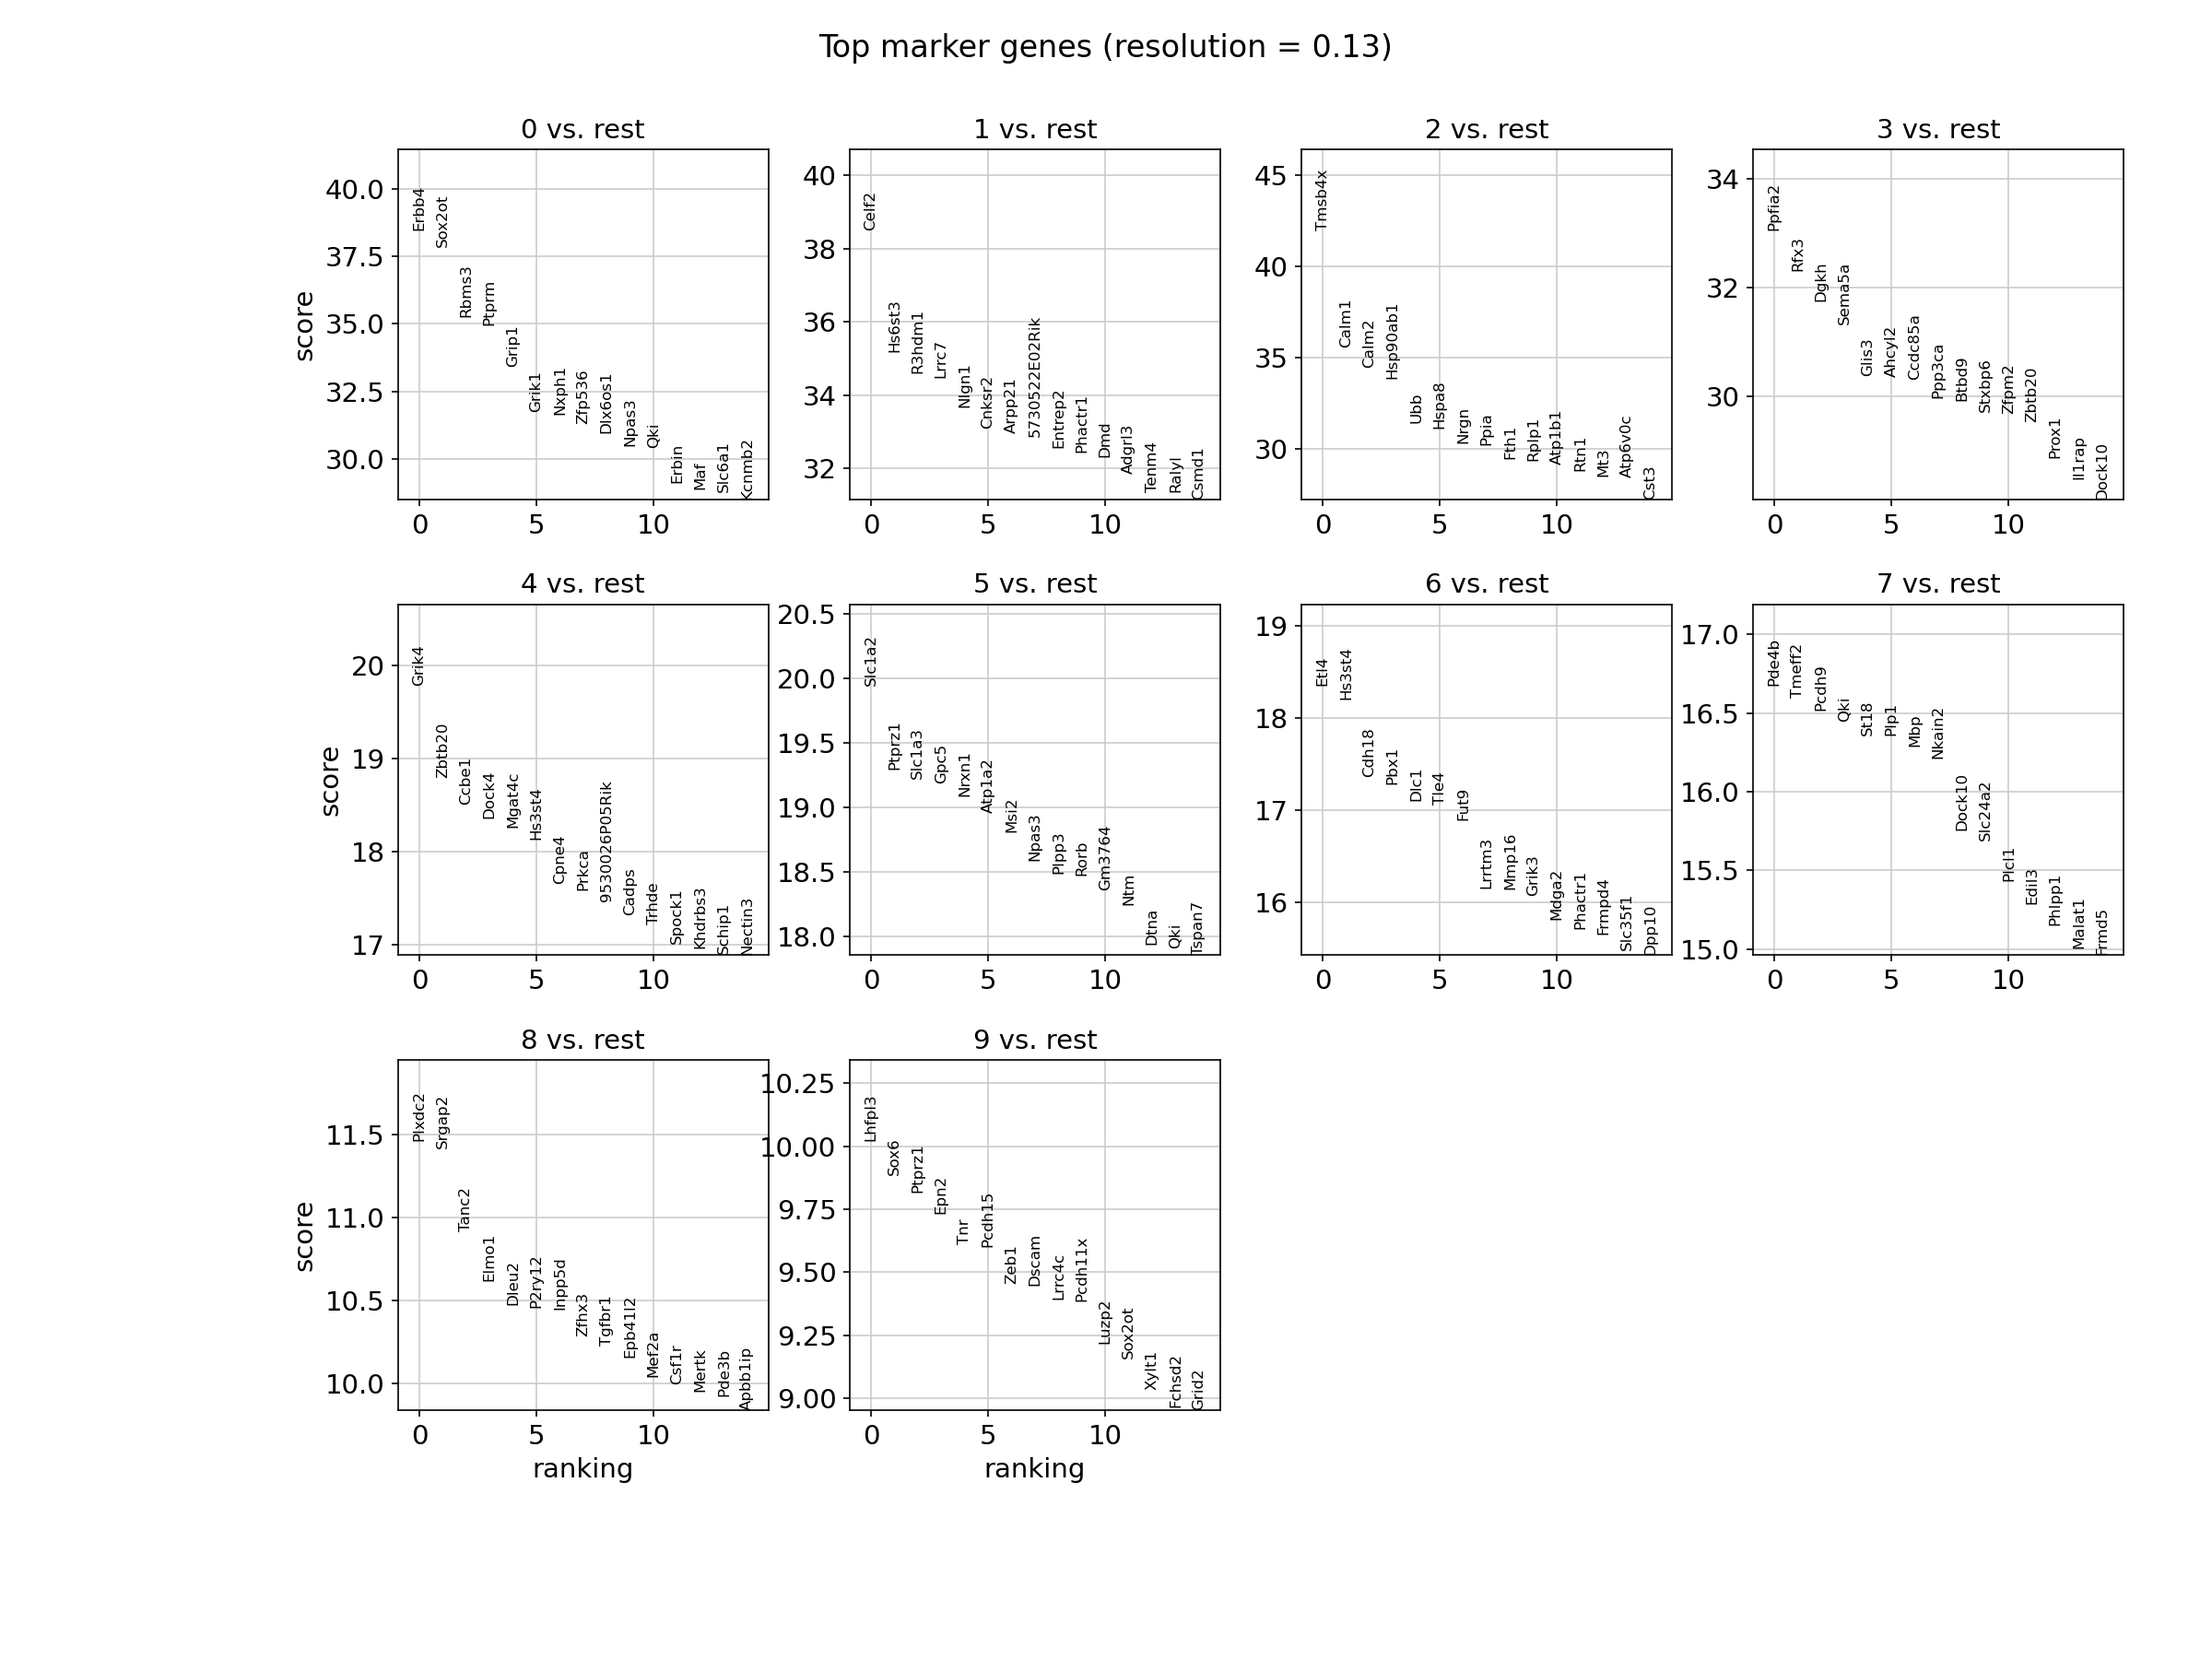 Top marker genes (resolution = 0.13)
0 vs. rest
score
40.0
37.5
35.0
32.5
30.0
Erbb4
Sox2ot
Rbms3
Ptprm
Grip1
Grik1
Nxph1
Zfp536
Dlx6os1
Npas3
Qki
Erbin
Maf
Slc6a1
Kcnmb2
0 5 10
1 vs. rest
40
38
36
34
32
Celf2
Hs6st3
R3hdm1
Lrrc7
Nlgn1
Cnksr2
Arpp21
5730522E02Rik
Entrep2
Phactr1
Dmd
Adgrl3
Tenm4
Ralyl
Csmd1
0 5 10
2 vs. rest
45
40
35
30
Tmsb4x
Calm1
Calm2
Hsp90ab1
Ubb
Hspa8
Nrgn
Ppia
Fth1
Rplp1
Atp1b1
Rtn1
Mt3
Atp6v0c
Cst3
0 5 10
3 vs. rest
34
32
30
Ppfia2
Rfx3
Dgkh
Sema5a
Glis3
Ahcyl2
Ccdc85a
Ppp3ca
Btbd9
Stxbp6
Zfpm2
Zbtb20
Prox1
Il1rap
Dock10
0 5 10
4 vs. rest
score
20
19
18
17
Grik4
Zbtb20
Ccbe1
Dock4
Mgat4c
Hs3st4
Cpne4
Prkca
9530026P05Rik
Cadps
Trhde
Spock1
Khdrbs3
Schip1
Nectin3
0 5 10
5 vs. rest
20.5
20.0
19.5
19.0
18.5
18.0
Slc1a2
Ptprz1
Slc1a3
Gpc5
Nrxn1
Atp1a2
Msi2
Npas3
Plpp3
Rorb
Gm3764
Ntm
Dtna
Qki
Tspan7
0 5 10
6 vs. rest
19
18
17
16
Etl4
Hs3st4
Cdh18
Pbx1
Dlc1
Tle4
Fut9
Lrrtm3
Mmp16
Grik3
Mdga2
Phactr1
Frmpd4
Slc35f1
Dpp10
0 5 10
7 vs. rest
17.0
16.5
16.0
15.5
15.0
Pde4b
Tmeff2
Pcdh9
Qki
St18
Plp1
Mbp
Nkain2
Dock10
Slc24a2
Plcl1
Edil3
Phlpp1
Malat1
Frmd5
0 5 10
8 vs. rest
score
11.5
11.0
10.5
10.0
Plxdc2
Srgap2
Tanc2
Elmo1
Dleu2
P2ry12
Inpp5d
Zfhx3
Tgfbr1
Epb41l2
Mef2a
Csf1r
Mertk
Pde3b
Apbb1ip
0 5 10
ranking
9 vs. rest
10.25
10.00
9.75
9.50
9.25
9.00
Lhfpl3
Sox6
Ptprz1
Epn2
Tnr
Pcdh15
Zeb1
Dscam
Lrrc4c
Pcdh11x
Luzp2
Sox2ot
Xylt1
Fchsd2
Grid2
0 5 10
ranking